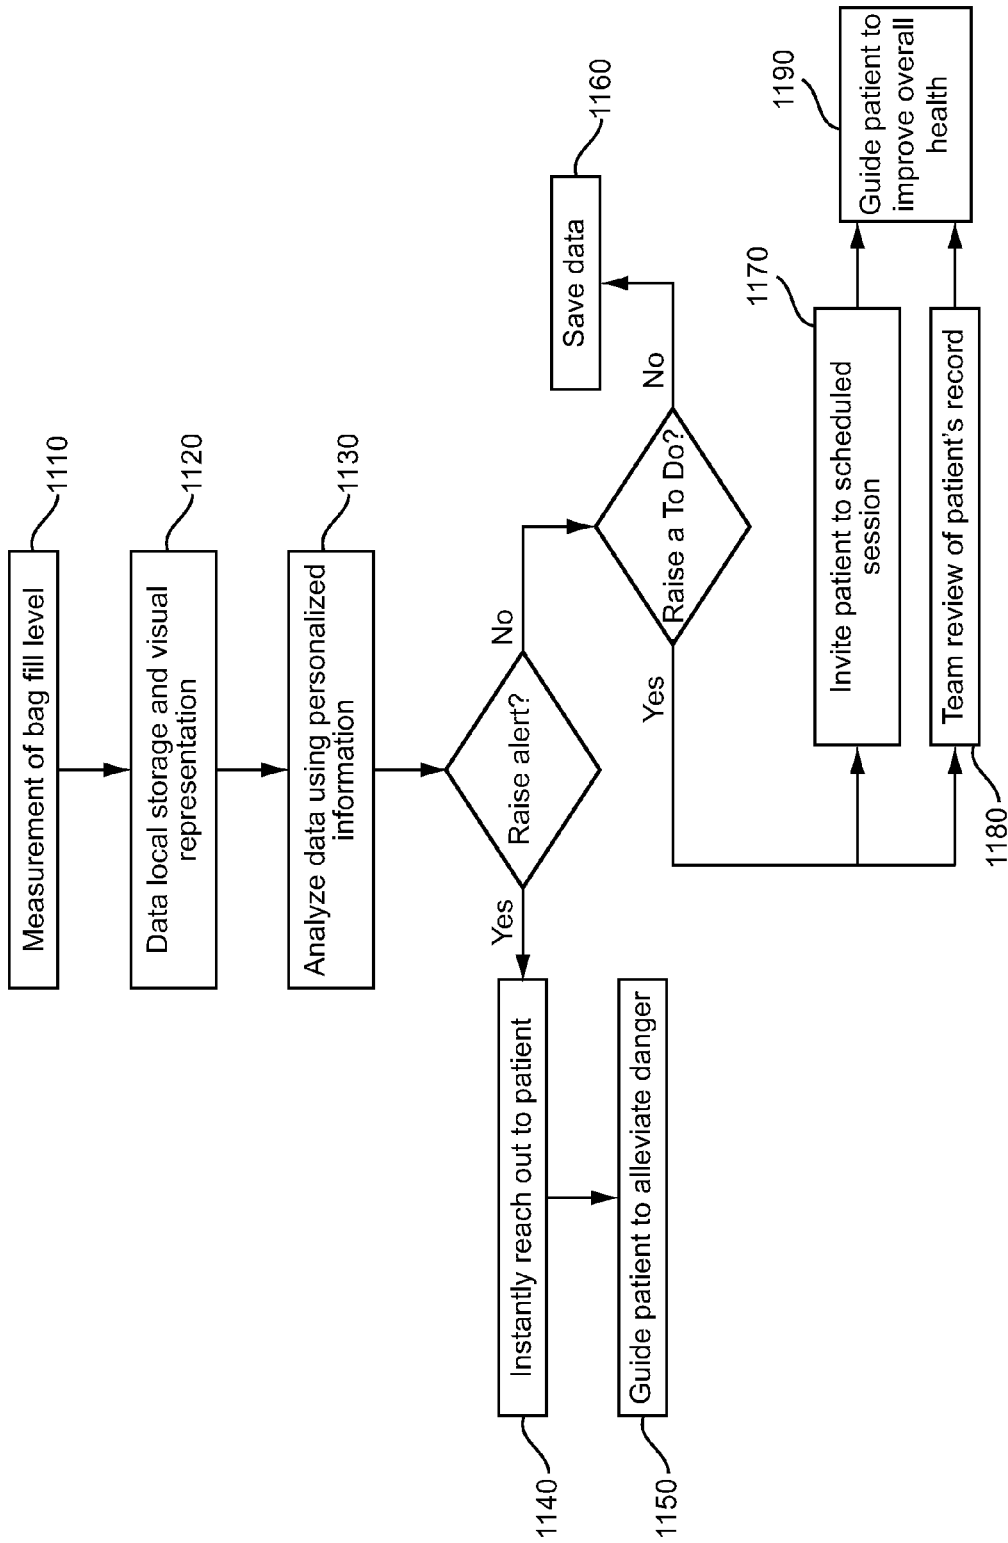 Measurement of bag fill level
1110
Data local storage and visual
representation
1120
Analyze data using personalized
information
1130
Raise alert?
Yes
No
Instantly reach out to patient
1140
Guide patient to alleviate danger
1150
Raise a To Do?
No
Yes
Save data
1160
Invite patient to scheduled
session
1170
Team review of patient's record
1180
Guide patient to
improve overall
health
1190